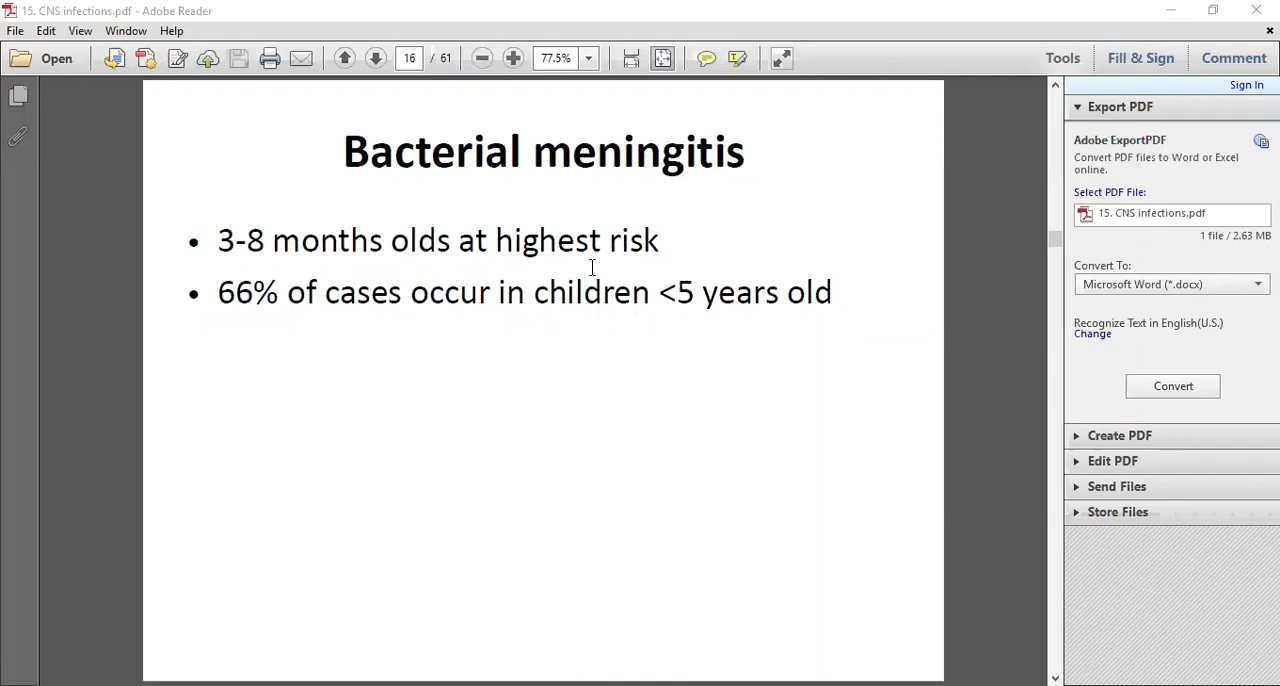 15. CNS infections.pdf - Adobe Reader
File Edit View Window Help
Open 16 / 61 77.5% Tools Fill & Sign Comment
Sign In
Export PDF
Adobe ExportPDF
Convert PDF files to Word or Excel
online.
Select PDF File:
15. CNS infections.pdf
1 file / 2.63 MB
Convert To:
Microsoft Word (*.docx)
Recognize Text in English(U.S.)
Change
Convert
Create PDF
Edit PDF
Send Files
Store Files
Bacterial meningitis
• 3-8 months olds at highest risk
• 66% of cases occur in children <5 years old